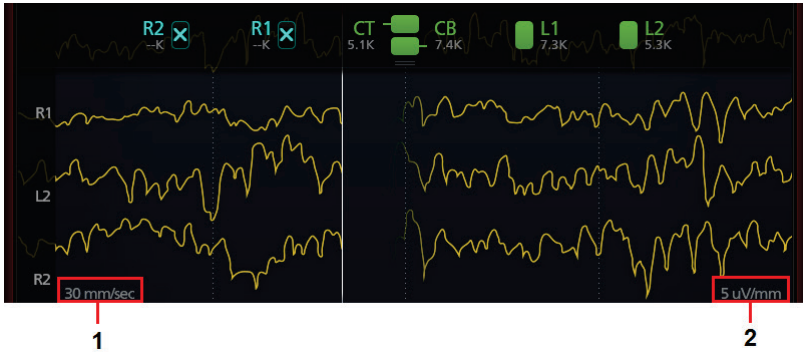 R2 R1 CT CB L1 L2
--K --K 5.1K 7.4K 7.3K 5.3K
R1
L2
R2
30 mm/sec 5 uV/mm
1 2